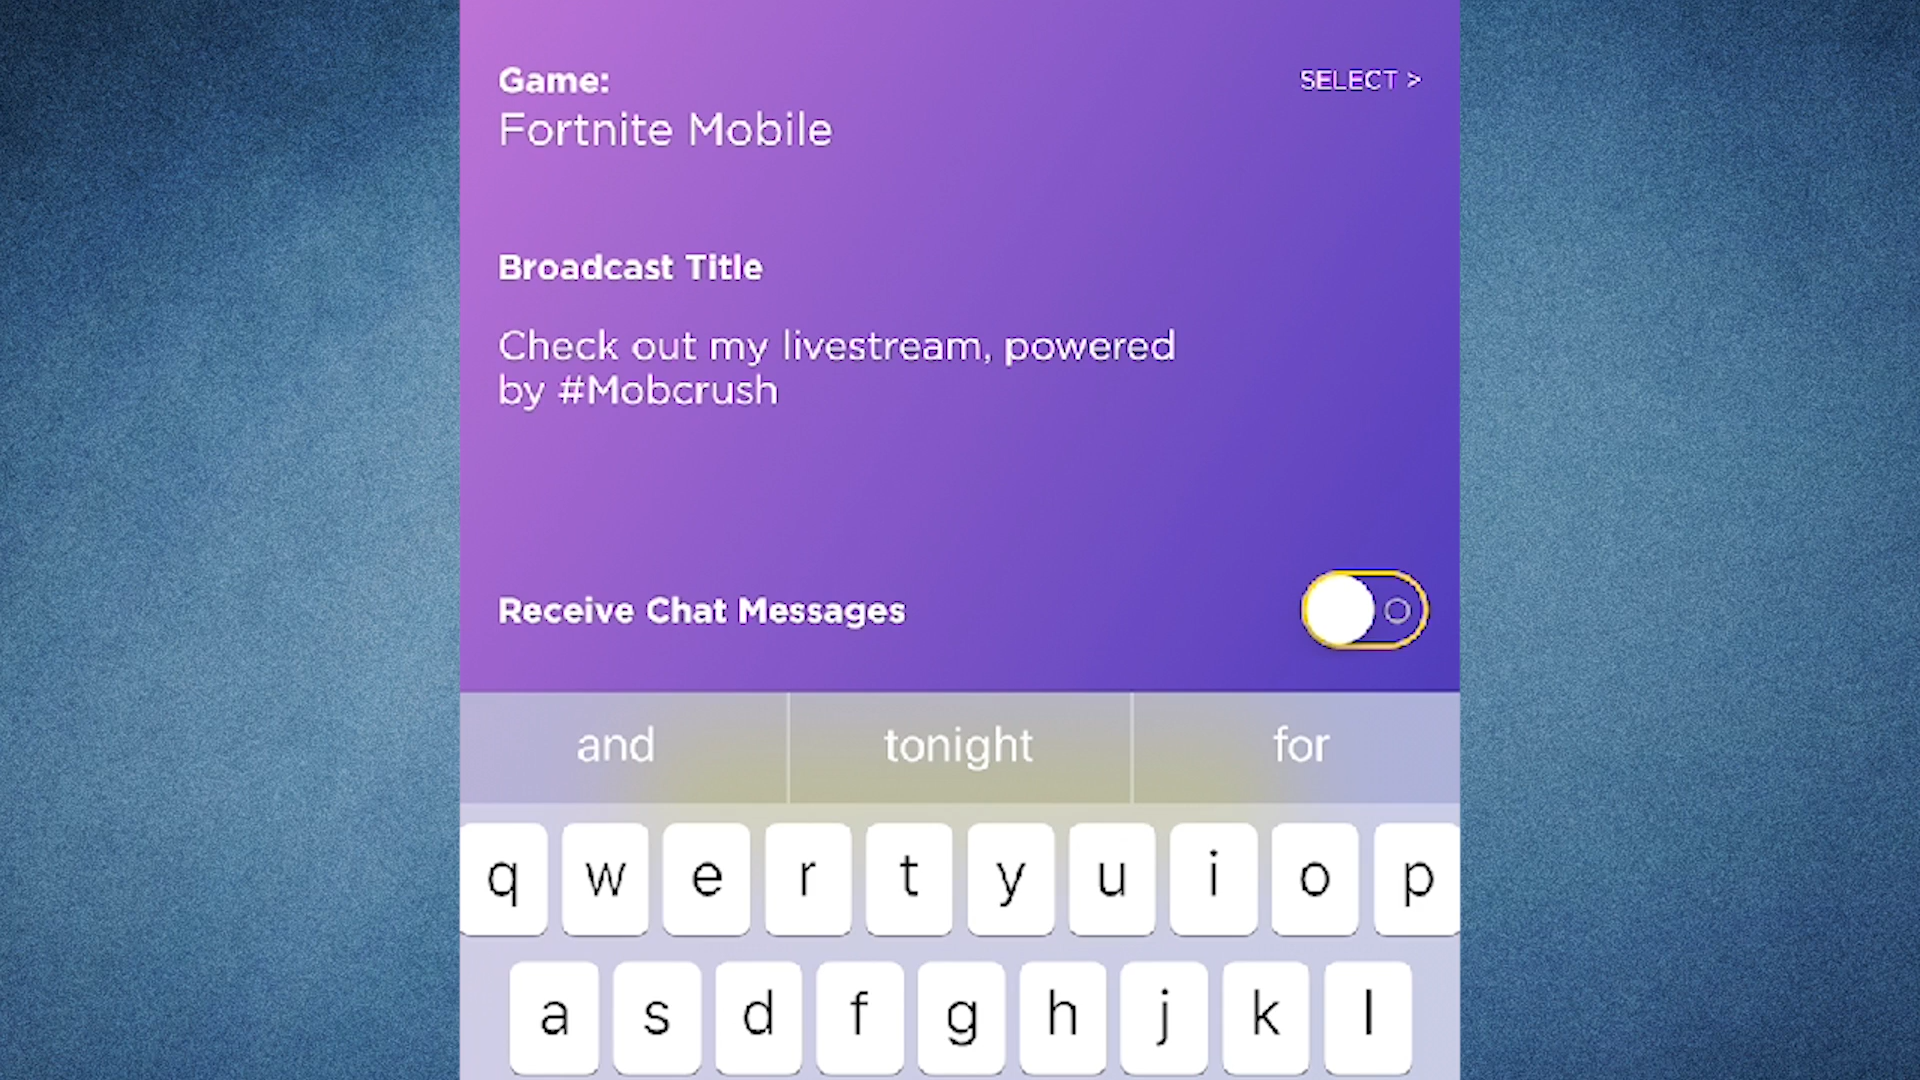 Game:
SELECT >
Fortnite Mobile
Broadcast Title
Check out my livestream, powered
by #Mobcrush
Receive Chat Messages
and tonight for
q w e r t y u i o p
a s d f g h j k l